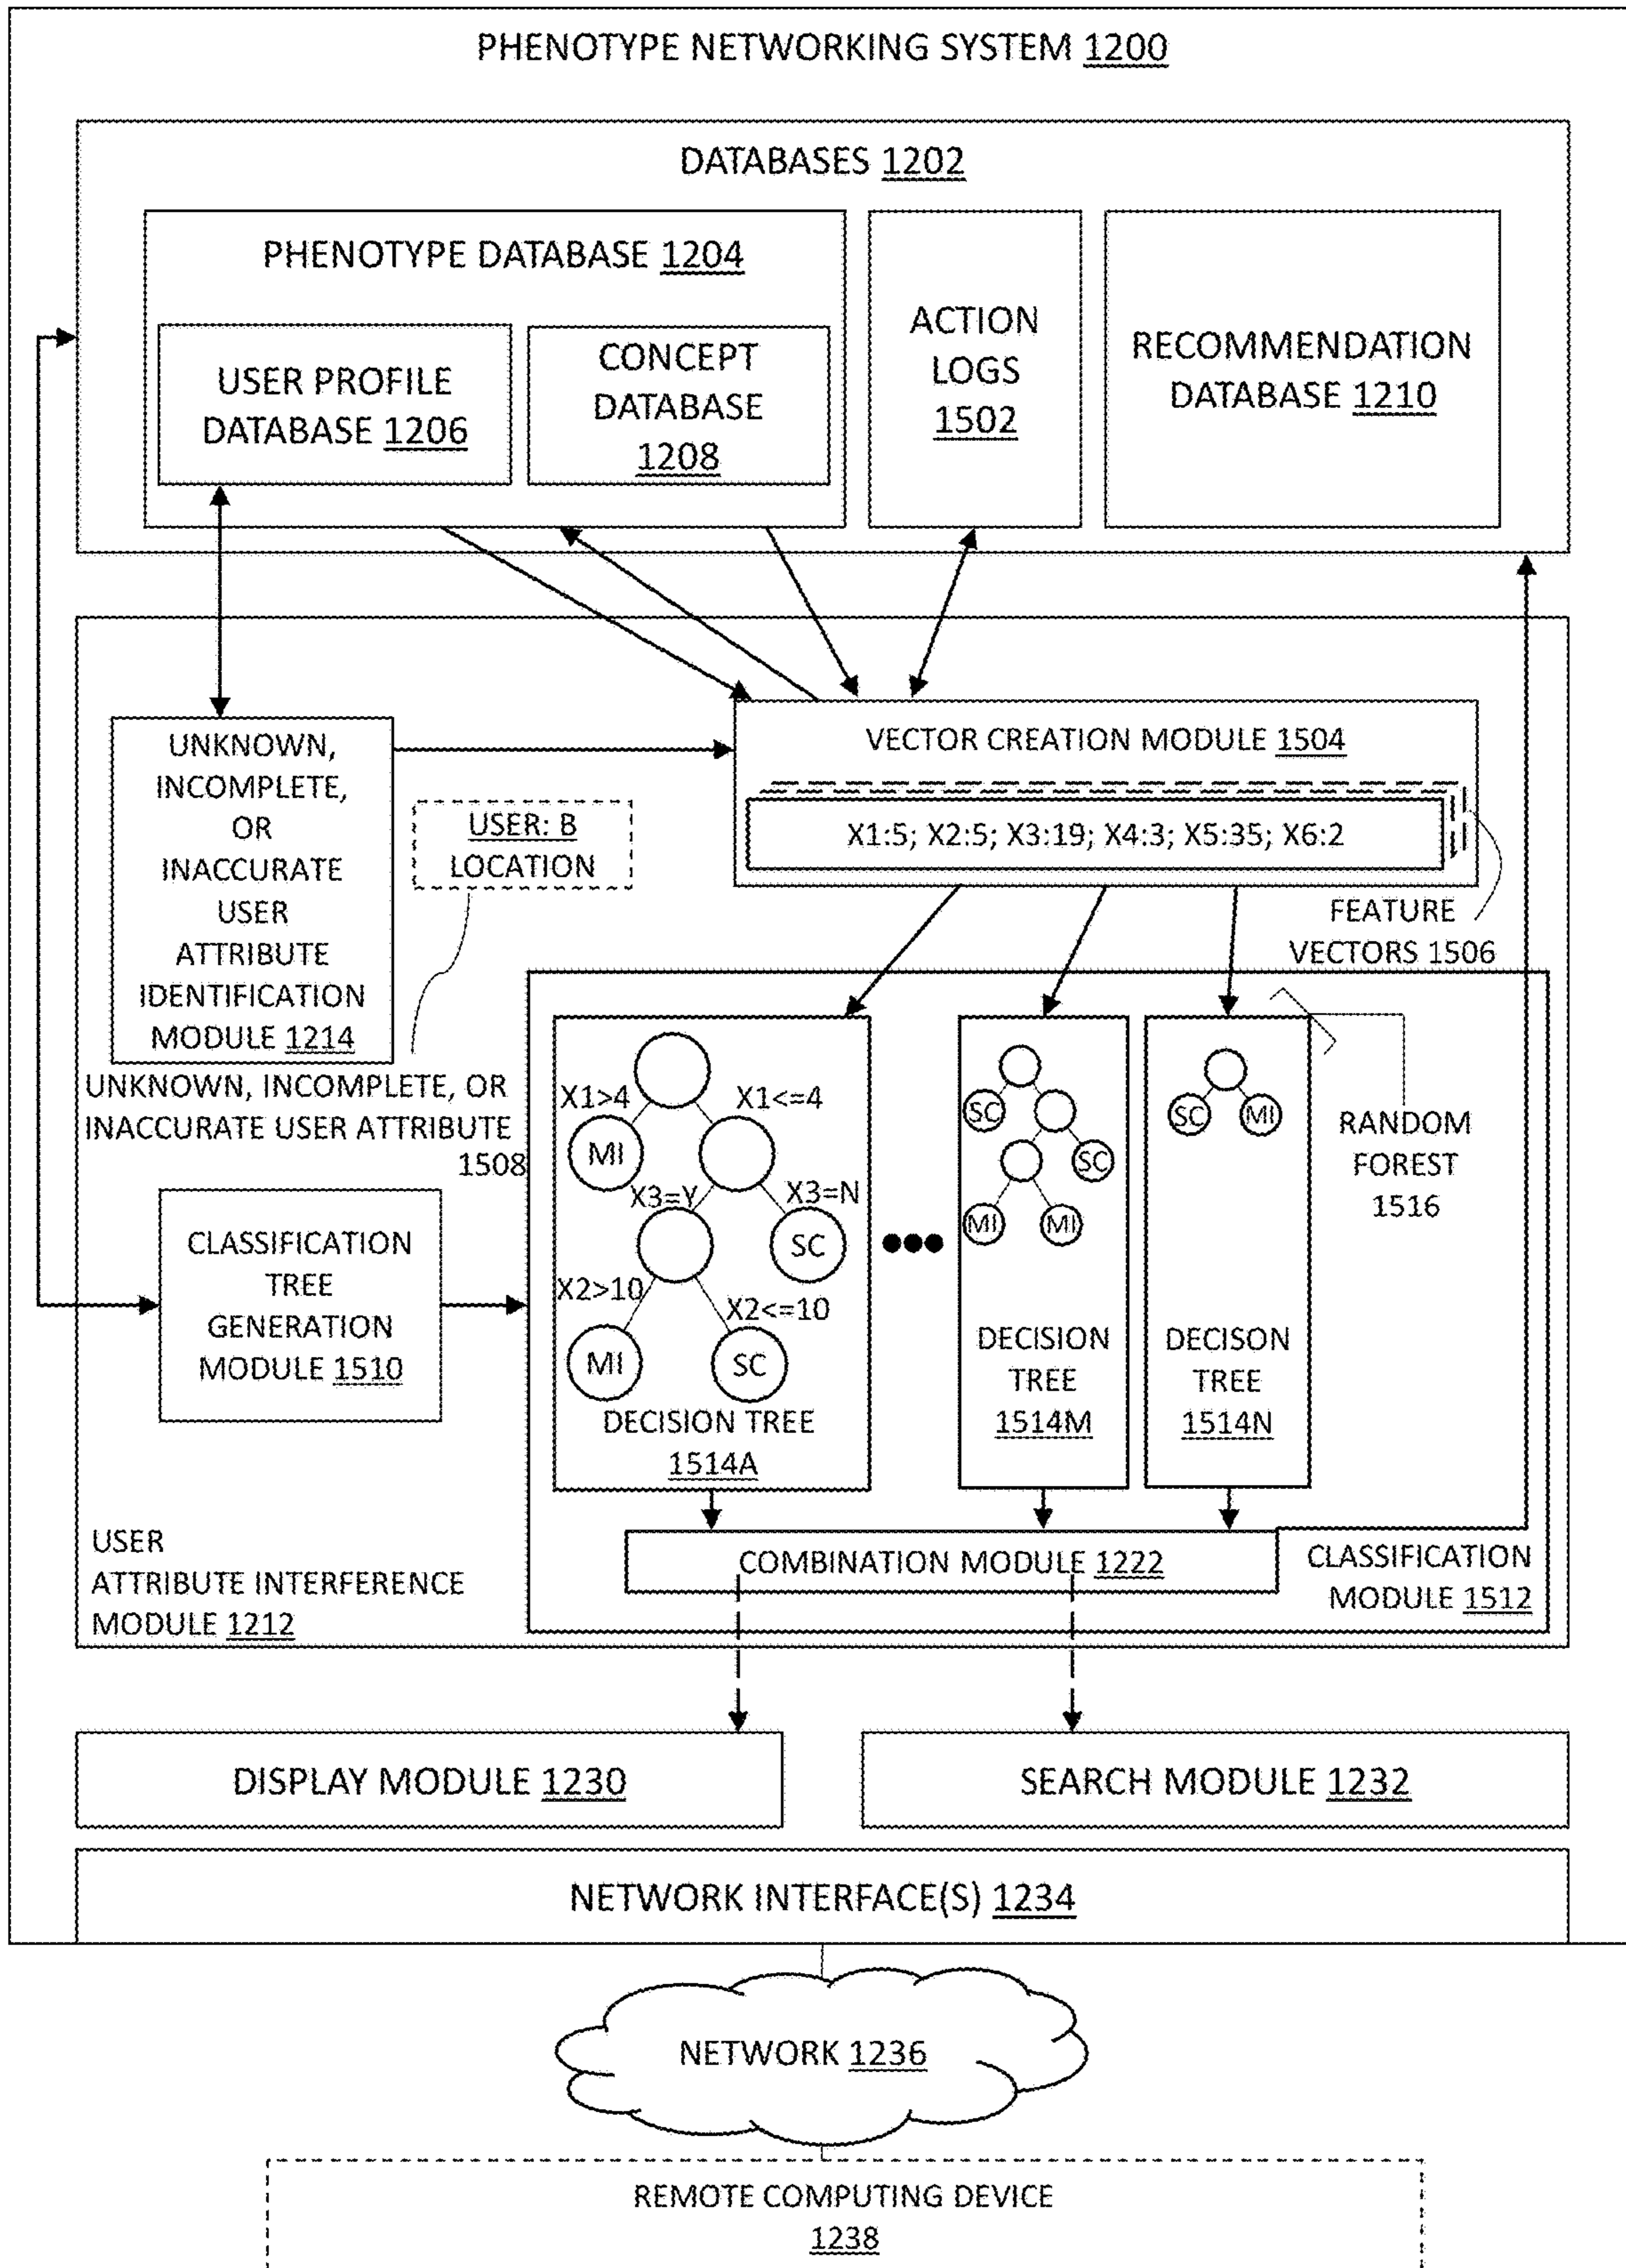 PHENOTYPE NETWORKING SYSTEM 1200
DATABASES 1202
PHENOTYPE DATABASE 1204
USER PROFILE
DATABASE 1206
CONCEPT
DATABASE
1208
ACTION
LOGS
1502
RECOMMENDATION
DATABASE 1210
UNKNOWN,
INCOMPLETE,
OR
INACCURATE
USER
ATTRIBUTE
IDENTIFICATION
MODULE 1214
USER: B
LOCATION
VECTOR CREATION MODULE 1504
X1:5; X2:5; X3:19; X4:3; X5:35; X6:2
FEATURE
VECTORS 1506
UNKNOWN, INCOMPLETE, OR
INACCURATE USER ATTRIBUTE
1508
CLASSIFICATION
TREE
GENERATION
MODULE 1510
X1>4
X1<=4
MI
X3=Y
X3=N
SC
X2>10
X2<=10
MI
SC
DECISION TREE
1514A
SC
SC
MI
MI
DECISION
TREE
1514M
SC
MI
DECISON
TREE
1514N
RANDOM
FOREST
1516
COMBINATION MODULE 1222
CLASSIFICATION
MODULE 1512
USER
ATTRIBUTE INTERFERENCE
MODULE 1212
DISPLAY MODULE 1230
SEARCH MODULE 1232
NETWORK INTERFACE(S) 1234
NETWORK 1236
REMOTE COMPUTING DEVICE
1238